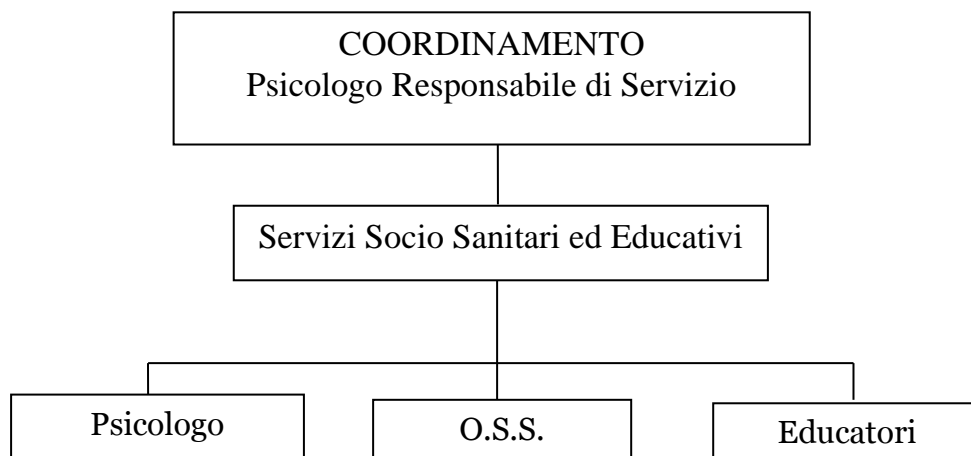 COORDINAMENTO
Psicologo Responsabile di Servizio
Servizi Socio Sanitari ed Educativi
Psicologo
O.S.S.
Educatori